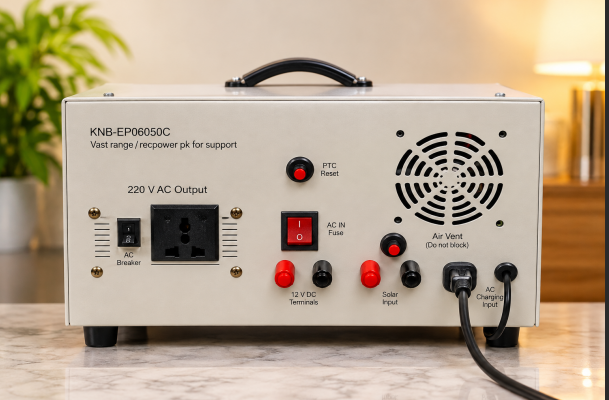 KNB-EP06050C
Vast range / recpower pk for support
PTC
Reset
220 V AC Output
AC IN
Fuse
AC
Breaker
Air Vent
(Do not block)
12 V DC
Terminals
Solar
Input
AC
Charging
Input